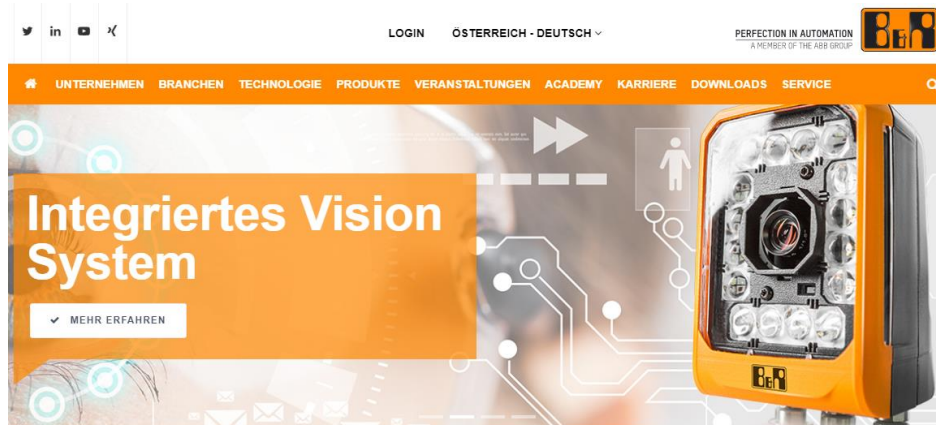 LOGIN
ÖSTERREICH - DEUTSCH
PERFECTION IN AUTOMATION
A MEMBER OF THE ABB GROUP
B&R
UNTERNEHMEN BRANCHEN TECHNOLOGIE PRODUKTE VERANSTALTUNGEN ACADEMY KARRIERE DOWNLOADS SERVICE
Integriertes Vision
System
MEHR ERFAHREN
B&R